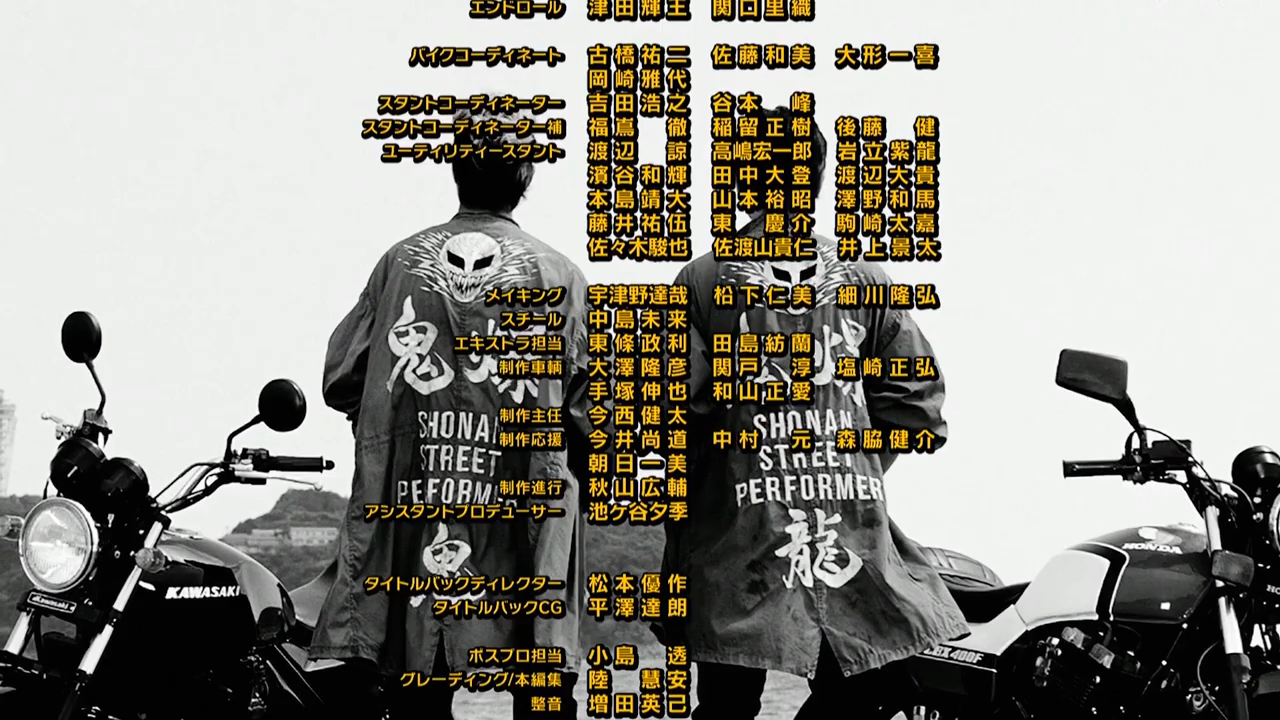 エンドロール 津田輝王 関口里織
バイクコーディネート 古橋祐二 佐藤和美 大形一喜
岡崎雅代
スタントコーディネーター 吉田浩之 谷本 峰
スタントコーディネーター補 福嶌 徹 稲留正樹 後藤 健
ユーティリティースタント 渡辺 諒 高嶋宏一郎 岩立紫龍
濱谷和輝 田中大登 渡辺大貴
本島靖大 山本裕昭 澤野和馬
藤井祐伍 東 慶介 駒崎太嘉
佐々木駿也 佐渡山貴仁 井上景太
メイキング 宇津野達哉 松下仁美 細川隆弘
スチール 中島未来
エキストラ担当 東條政利 田島紡蘭
制作車輌 大澤隆彦 関戸 淳 塩崎正弘
手塚伸也 和山正愛
制作主任 今西健太
制作応援 今井尚道 中村 元 森脇健介
朝日一美
制作進行 秋山広輔
アシスタントプロデューサー 池ケ谷夕季
タイトルバックディレクター 松本優作
タイトルバックCG 平澤達朗
ポスプロ担当 小島 透
グレーディング/本編集 陸 慧安
整音 増田英己
鬼爆
SHONAN
STREET
PEFORMER
鬼
爆
SHONAN
STREET
PERFORMER
龍
KAWASAKI
Kawasaki
HONDA
CBX 400F